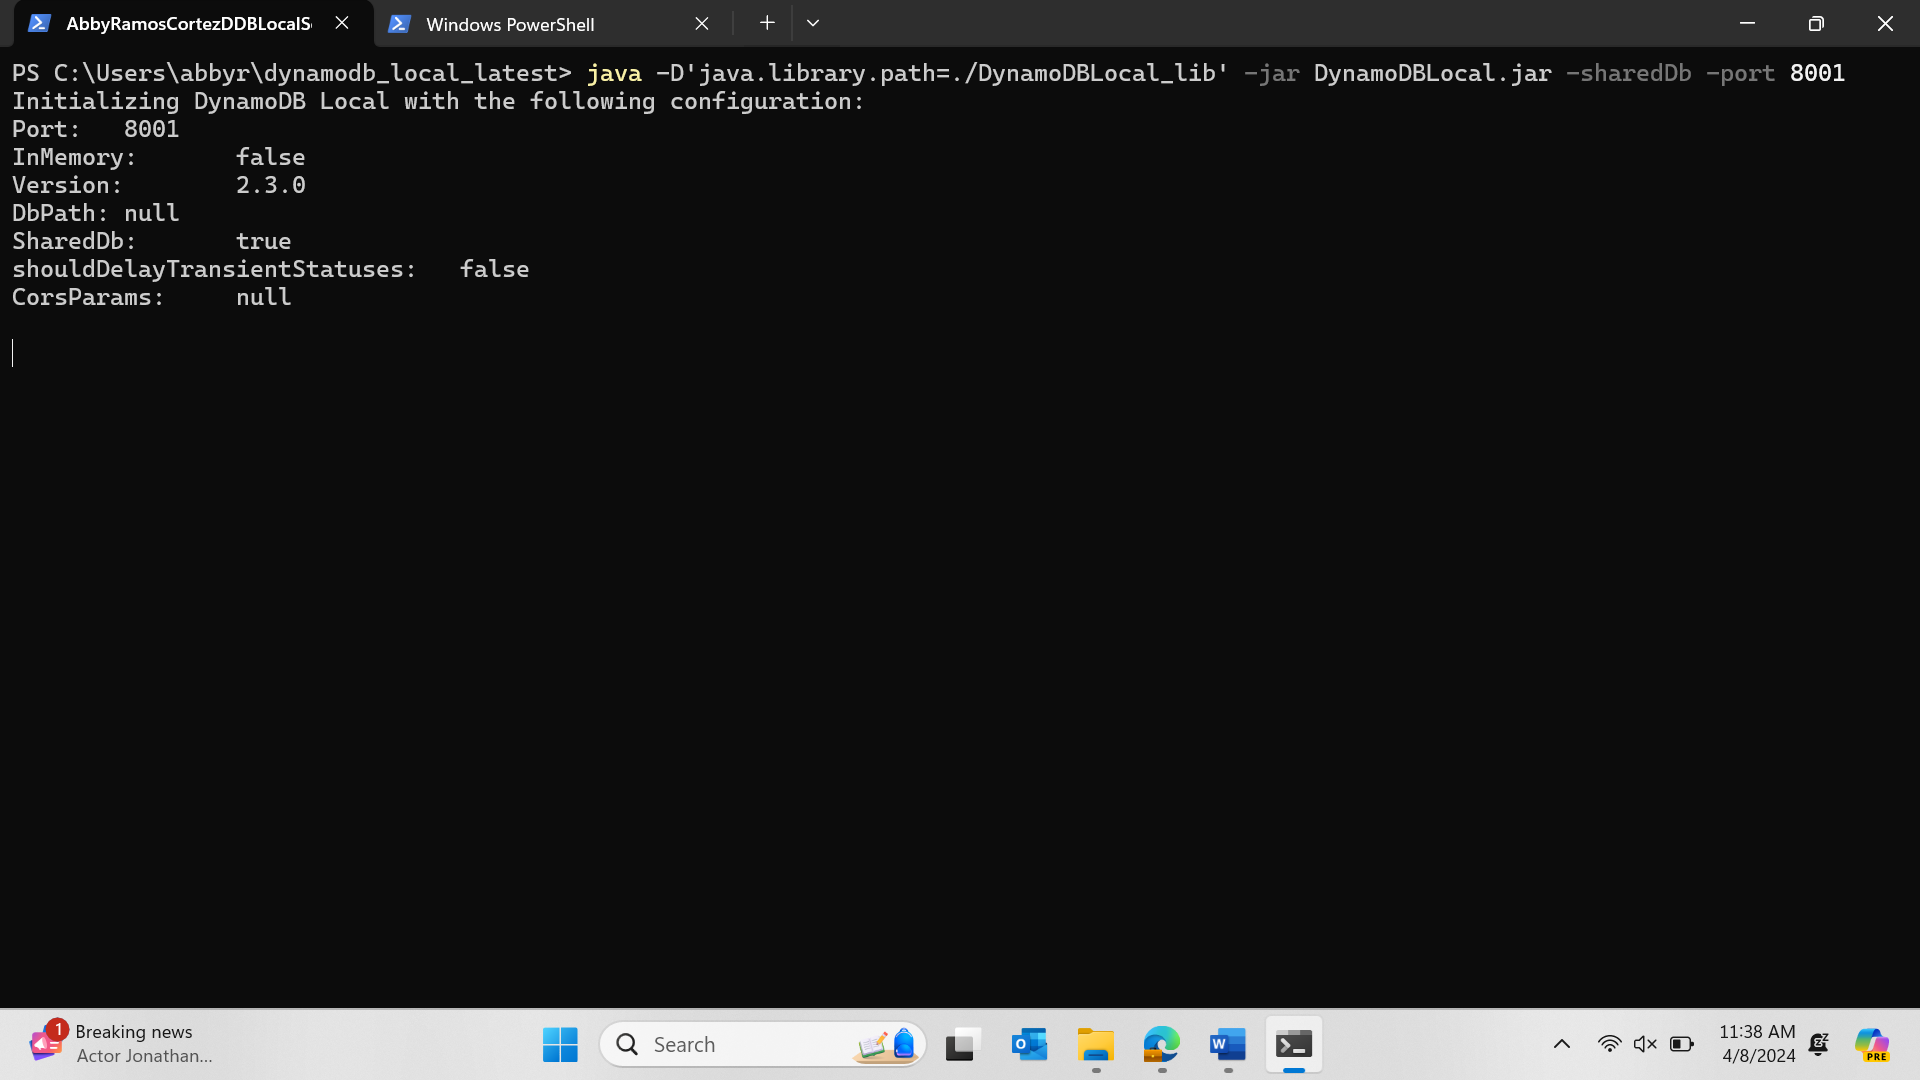 AbbyRamosCortezDDBLocalS
Windows PowerShell
PS C:\Users\abbyr\dynamodb_local_latest> java -D'java.library.path=./DynamoDBLocal_lib' -jar DynamoDBLocal.jar -sharedDb -port 8001
Initializing DynamoDB Local with the following configuration:
Port: 8001
InMemory: false
Version: 2.3.0
DbPath: null
SharedDb: true
shouldDelayTransientStatuses: false
CorsParams: null
1
Breaking news
Actor Jonathan...
Search
11:38 AM
4/8/2024
PRE